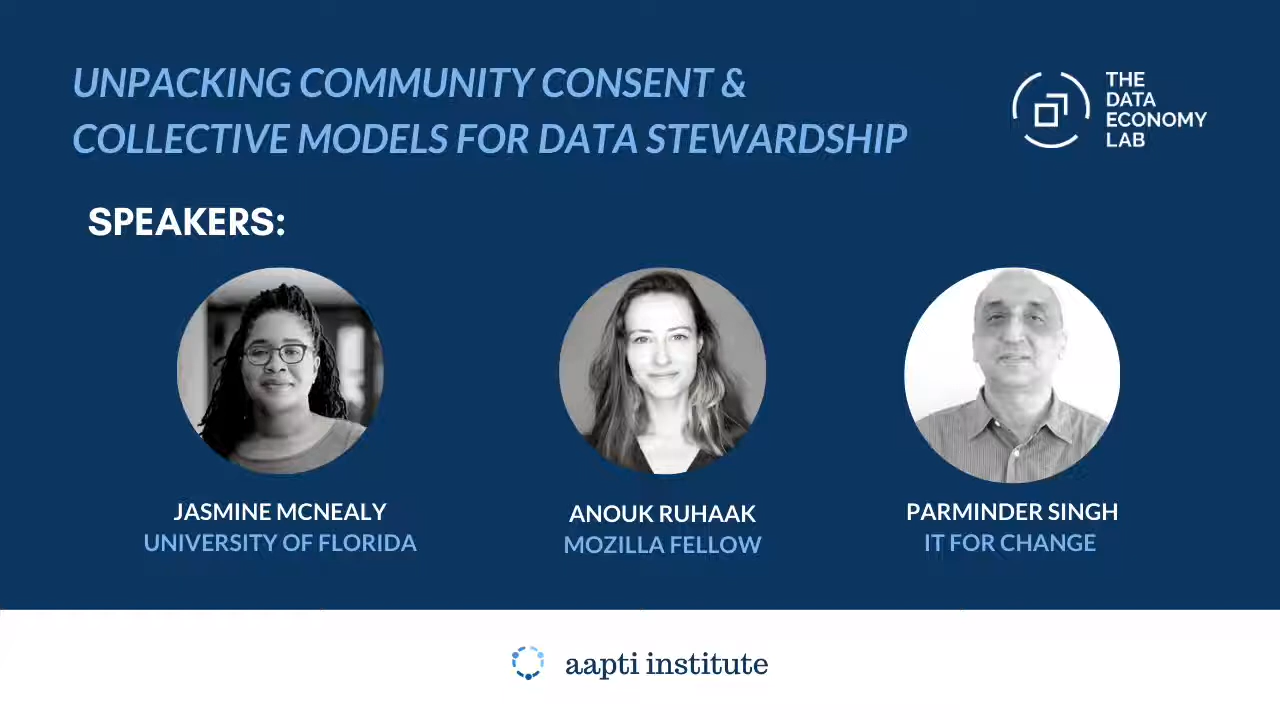 UNPACKING COMMUNITY CONSENT &
COLLECTIVE MODELS FOR DATA STEWARDSHIP
THE
DATA
ECONOMY
LAB
SPEAKERS:
JASMINE MCNEALY
UNIVERSITY OF FLORIDA
ANOUK RUHAAK
MOZILLA FELLOW
PARMINDER SINGH
IT FOR CHANGE
aapti institute